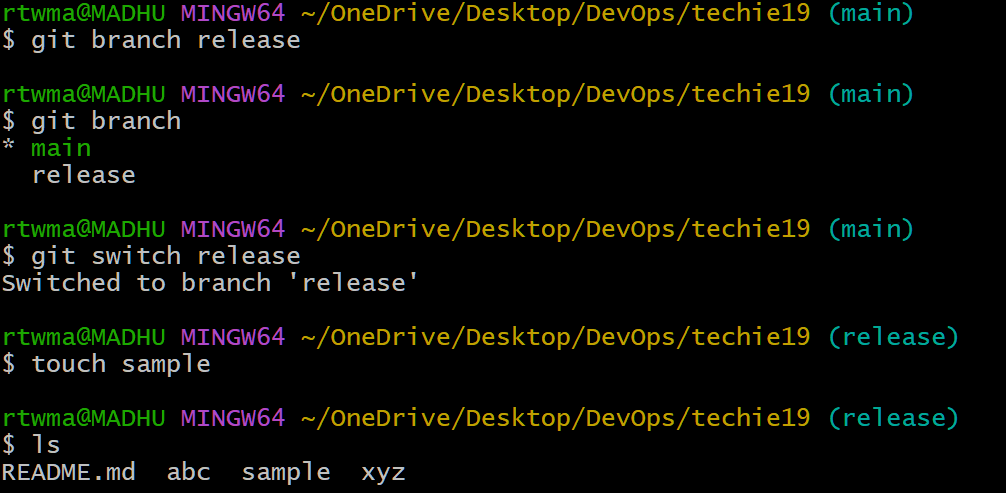 rtwma@MADHU MINGW64 ~/OneDrive/Desktop/DevOps/techie19 (main)
$ git branch release
rtwma@MADHU MINGW64 ~/OneDrive/Desktop/DevOps/techie19 (main)
$ git branch
* main
  release
rtwma@MADHU MINGW64 ~/OneDrive/Desktop/DevOps/techie19 (main)
$ git switch release
Switched to branch 'release'
rtwma@MADHU MINGW64 ~/OneDrive/Desktop/DevOps/techie19 (release)
$ touch sample
rtwma@MADHU MINGW64 ~/OneDrive/Desktop/DevOps/techie19 (release)
$ ls
README.md  abc  sample  xyz